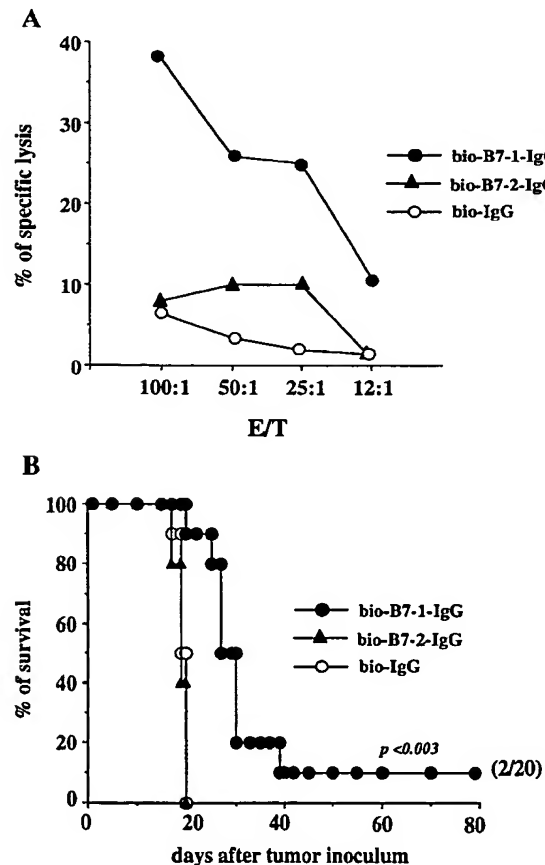 A
40
30
20
10
0
% of specific lysis
100:1
50:1
25:1
12:1
E/T
bio-B7-1-IgG
bio-B7-2-IgG
bio-IgG
B
100
80
60
40
20
0
% of survival
0
20
40
60
80
days after tumor inoculum
bio-B7-1-IgG
bio-B7-2-IgG
bio-IgG
p <0.003
(2/20)